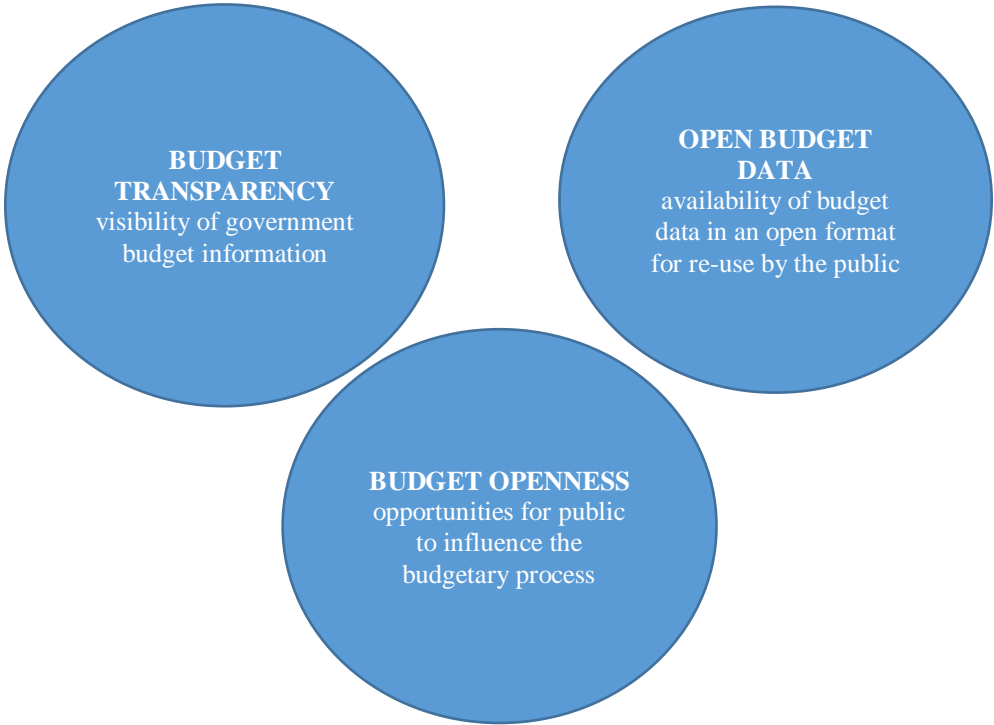 BUDGET
TRANSPARENCY
visibility of government
budget information
OPEN BUDGET
DATA
availability of budget
data in an open format
for re-use by the public
BUDGET OPENNESS
opportunities for public
to influence the
budgetary process